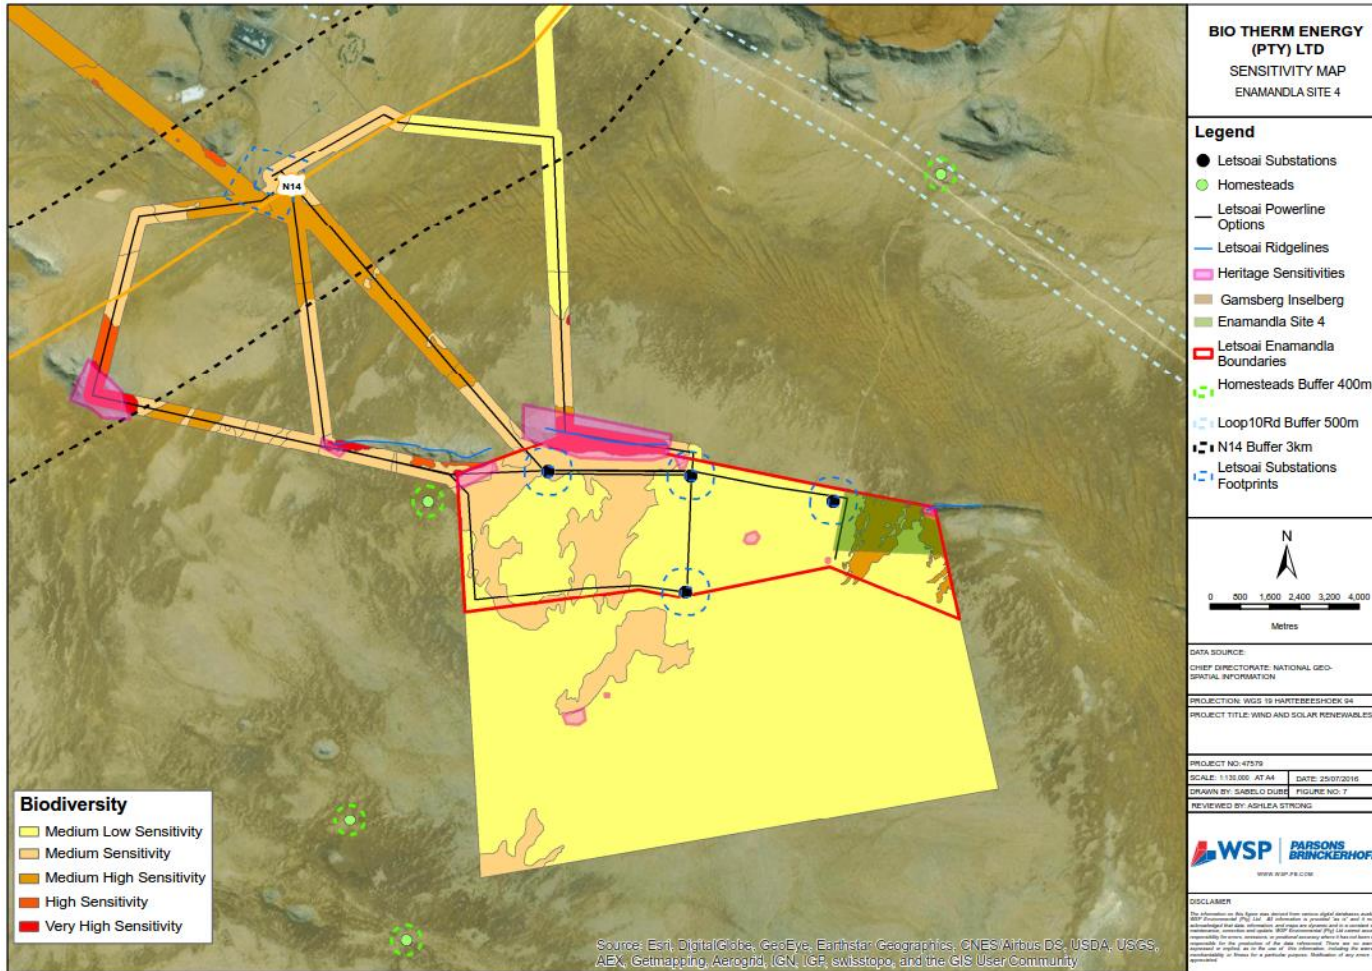 BIO THERM ENERGY
(PTY) LTD
SENSITIVITY MAP
ENAMANDLA SITE 4
Legend
Letsoai Substations
Homesteads
Letsoai Powerline
Options
Letsoai Ridgelines
Heritage Sensitivities
Gamsberg Inselberg
Enamandla Site 4
Letsoai Enamandla
Boundaries
Homesteads Buffer 400m
Loop10Rd Buffer 500m
N14 Buffer 3km
Letsoai Substations
Footprints
N
0 800 1,600 2,400 3,200 4,000
Metres
DATA SOURCE:
CHIEF DIRECTORATE: NATIONAL GEO-
SPATIAL INFORMATION
PROJECTION: WGS 19 HARTEBEESHOEK 94
PROJECT TITLE: WIND AND SOLAR RENEWABLES
PROJECT NO: 47579
SCALE: 1:130,000 AT A4 DATE: 25/07/2016
DRAWN BY: SABELO DUBE FIGURE NO: 7
REVIEWED BY: ASHLEA STRONG
WSP | PARSONS
BRINCKERHOFF
WWW.WSP-PB.COM
DISCLAIMER
N14
Biodiversity
Medium Low Sensitivity
Medium Sensitivity
Medium High Sensitivity
High Sensitivity
Very High Sensitivity
Source: Esri, DigitalGlobe, GeoEye, Earthstar Geographics, CNES/Airbus DS, USDA, USGS,
AEX, Getmapping, Aerogrid, IGN, IGP, swisstopo, and the GIS User Community